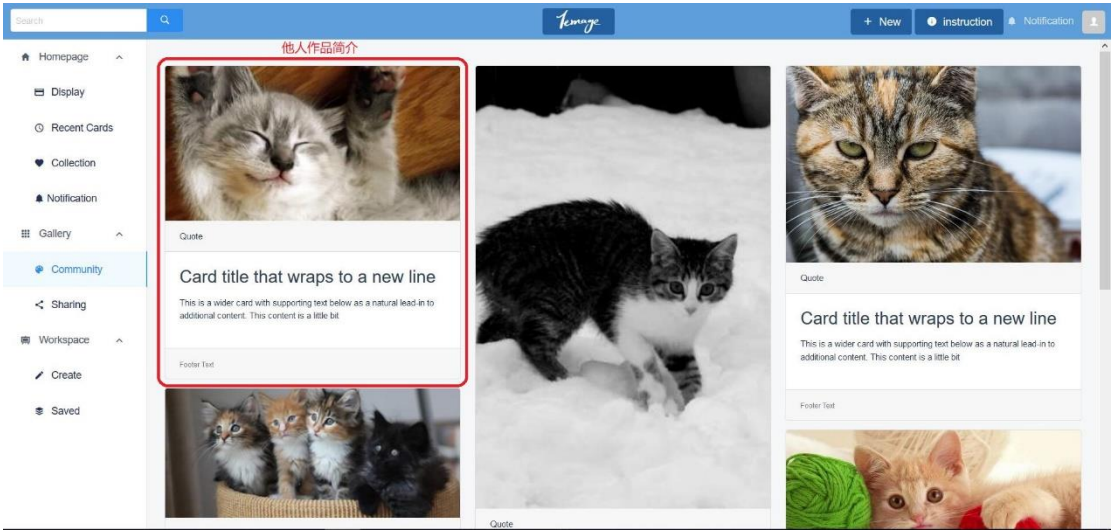 Search
Temage
+ New
instruction
Notification
他人作品简介
Homepage
Display
Recent Cards
Collection
Notification
Gallery
Community
Sharing
Workspace
Create
Saved
Quote
Card title that wraps to a new line
This is a wider card with supporting text below as a natural lead-in to
additional content. This content is a little bit
Footer Text
Quote
Quote
Card title that wraps to a new line
This is a wider card with supporting text below as a natural lead-in to
additional content. This content is a little bit
Footer Text